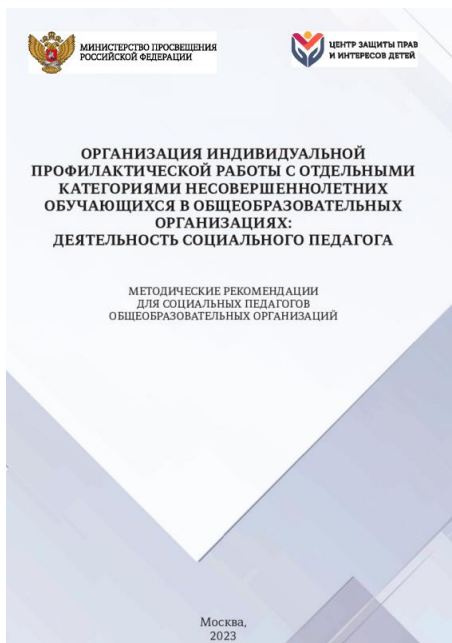 МИНИСТЕРСТВО ПРОСВЕЩЕНИЯ
РОССИЙСКОЙ ФЕДЕРАЦИИ
ЦЕНТР ЗАЩИТЫ ПРАВ
И ИНТЕРЕСОВ ДЕТЕЙ
ОРГАНИЗАЦИЯ ИНДИВИДУАЛЬНОЙ
ПРОФИЛАКТИЧЕСКОЙ РАБОТЫ С ОТДЕЛЬНЫМИ
КАТЕГОРИЯМИ НЕСОВЕРШЕННОЛЕТНИХ
ОБУЧАЮЩИХСЯ В ОБЩЕОБРАЗОВАТЕЛЬНЫХ
ОРГАНИЗАЦИЯХ:
ДЕЯТЕЛЬНОСТЬ СОЦИАЛЬНОГО ПЕДАГОГА
МЕТОДИЧЕСКИЕ РЕКОМЕНДАЦИИ
ДЛЯ СОЦИАЛЬНЫХ ПЕДАГОГОВ
ОБЩЕОБРАЗОВАТЕЛЬНЫХ ОРГАНИЗАЦИЙ
Москва,
2023